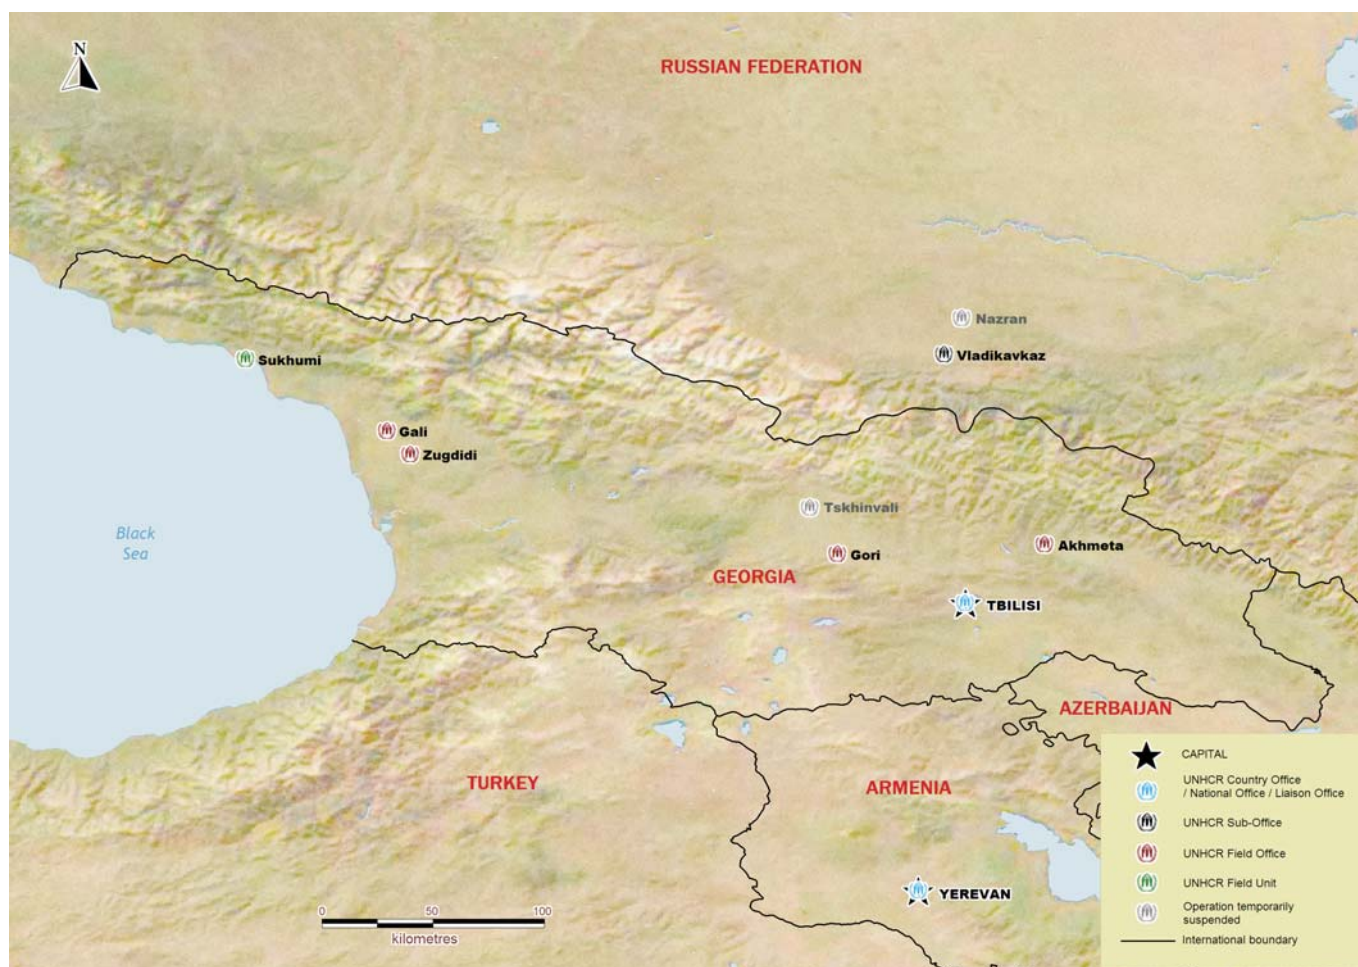 N
RUSSIAN FEDERATION
Nazran
Vladikavkaz
Sukhumi
Gali
Zugdidi
Tskhinvali
Black
Sea
Gori
Akhmeta
GEORGIA
TBILISI
AZERBAIJAN
TURKEY
ARMENIA
YEREVAN
CAPITAL
UNHCR Country Office
/ National Office / Liaison Office
UNHCR Sub-Office
UNHCR Field Office
UNHCR Field Unit
Operation temporarily
suspended
International boundary
0 50 100
kilometres